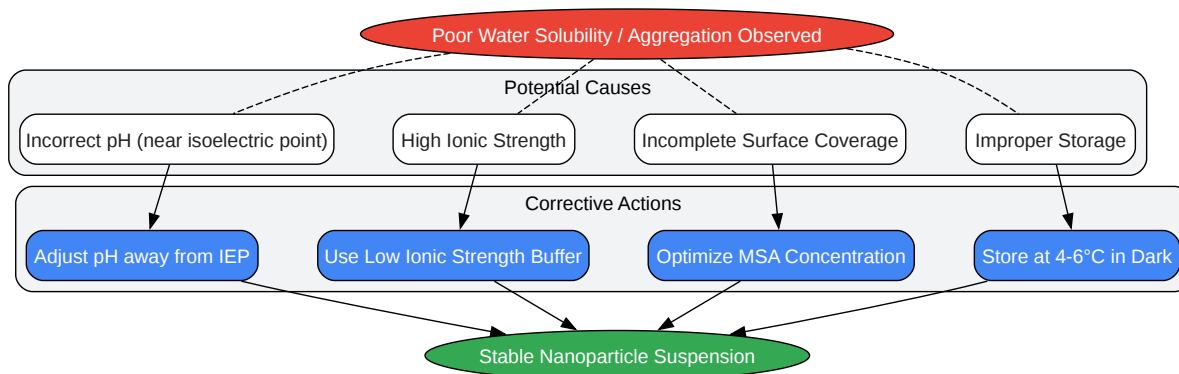 Poor Water Solubility / Aggregation Observed
Potential Causes
Incorrect pH (near isoelectric point)
High Ionic Strength
Incomplete Surface Coverage
Improper Storage
Corrective Actions
Adjust pH away from IEP
Use Low Ionic Strength Buffer
Optimize MSA Concentration
Store at 4-6°C in Dark
Stable Nanoparticle Suspension